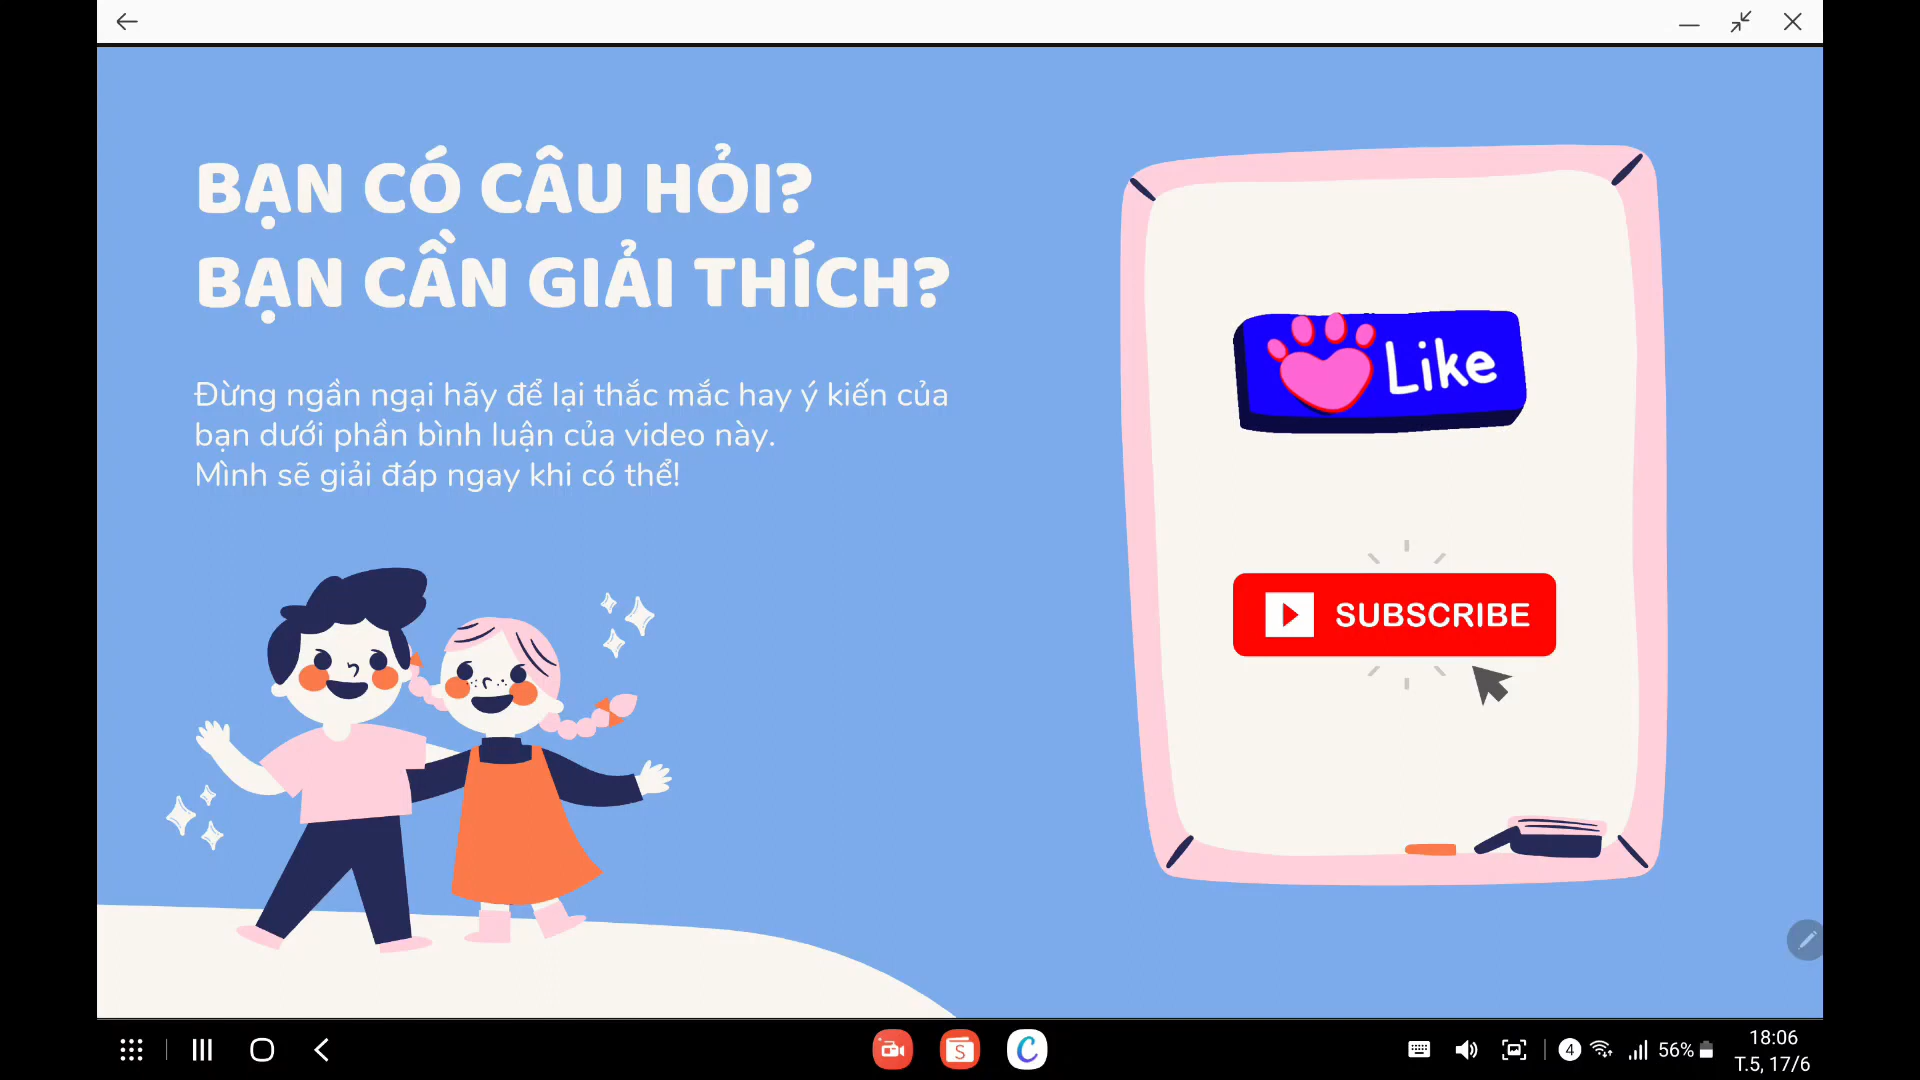 BẠN CÓ CÂU HỎI?
BẠN CẦN GIẢI THÍCH?
Đừng ngần ngại hãy để lại thắc mắc hay ý kiến của
bạn dưới phần bình luận của video này.
Mình sẽ giải đáp ngay khi có thể!
Like
SUBSCRIBE
S
C
4
56%
18:06
T.5, 17/6